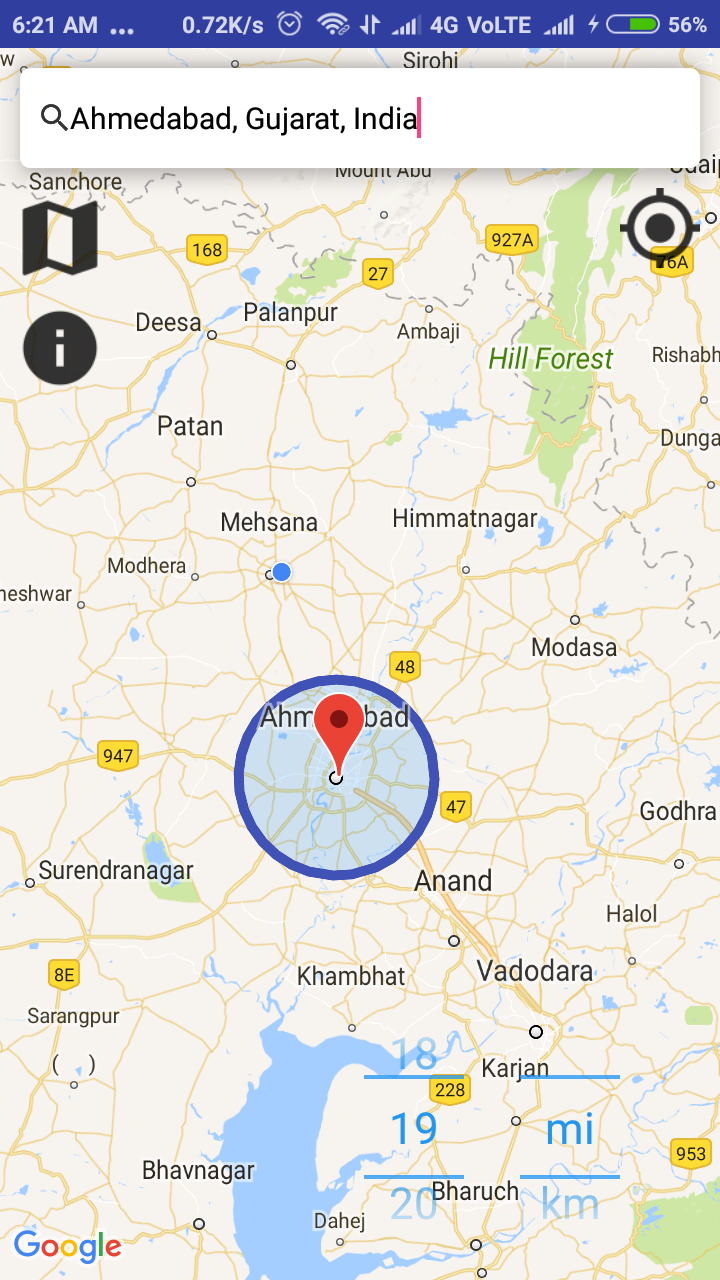 6:21 AM ... 0.72K/s 4G VoLTE 56%
Sirohi
Ahmedabad, Gujarat, India
Mount Abu
Sanchore
168
927A
27
76A
Palanpur
Deesa
Ambaji
Hill Forest
Rishabh
Patan
Dunga
Mehsana
Himmatnagar
Modhera
neshwar
Modasa
48
Ahm bad
947
47
Godhra
Surendranagar
Anand
Halol
8E
Khambhat
Vadodara
Sarangpur
18
( )
Karjan
228
19 mi
953
Bhavnagar
20 km
Bharuch
Dahej
Google